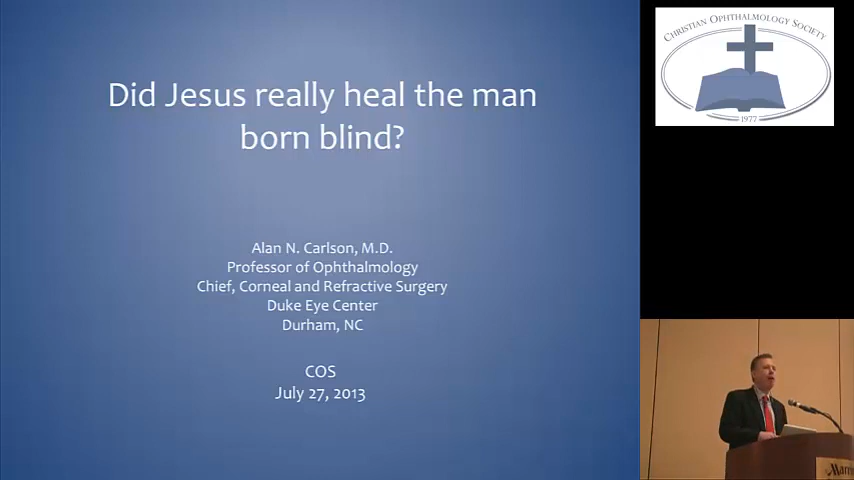 Did Jesus really heal the man
born blind?
Alan N. Carlson, M.D.
Professor of Ophthalmology
Chief, Corneal and Refractive Surgery
Duke Eye Center
Durham, NC
COS
July 27, 2013
CHRISTIAN OPHTHALMOLOGY SOCIETY
1977